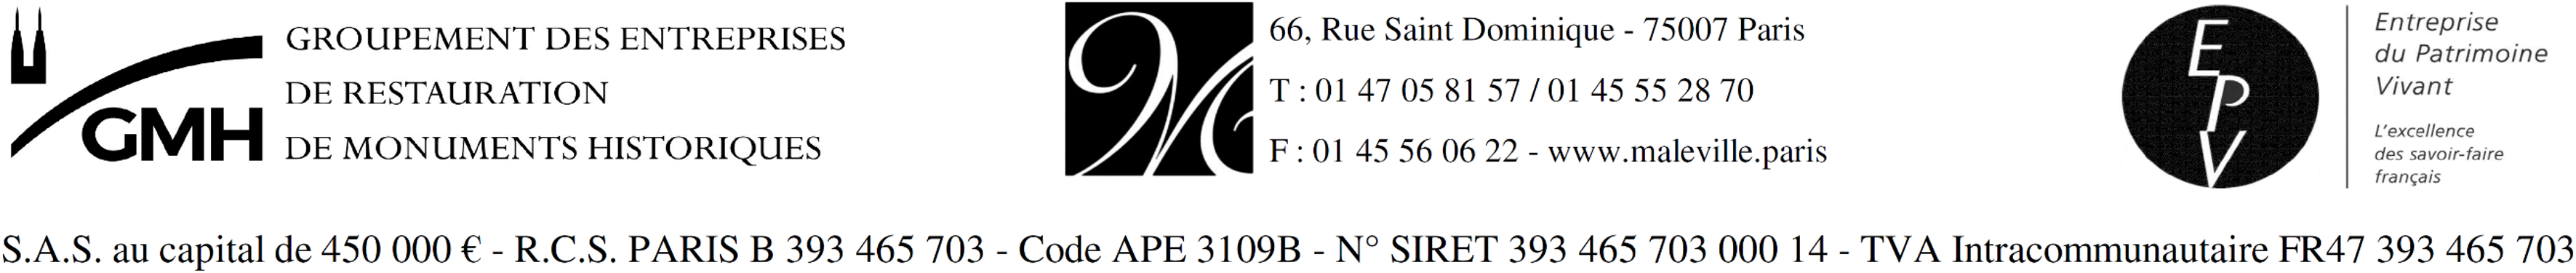 GMH
GROUPEMENT DES ENTREPRISES
DE RESTAURATION
DE MONUMENTS HISTORIQUES
M
66, Rue Saint Dominique - 75007 Paris
T : 01 47 05 81 57 / 01 45 55 28 70
F : 01 45 56 06 22 - www.maleville.paris
EPV
Entreprise
du Patrimoine
Vivant
L'excellence
des savoir-faire
français
S.A.S. au capital de 450 000 € - R.C.S. PARIS B 393 465 703 - Code APE 3109B - N° SIRET 393 465 703 000 14 - TVA Intracommunautaire FR47 393 465 703